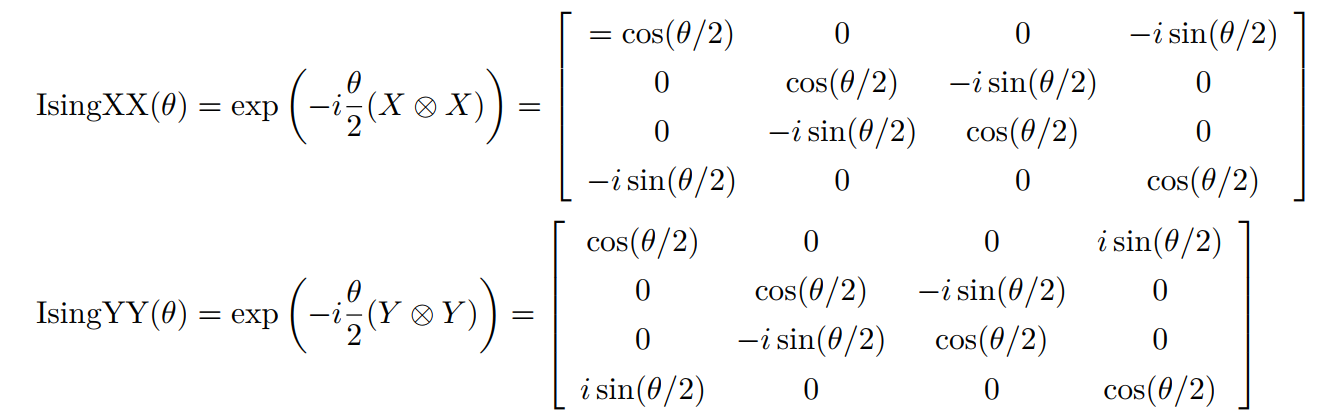 IsingXX(θ) = exp(−i θ/2 (X ⊗ X)) = [ = cos(θ/2) 0 0 −i sin(θ/2)
0 cos(θ/2) −i sin(θ/2) 0
0 −i sin(θ/2) cos(θ/2) 0
−i sin(θ/2) 0 0 cos(θ/2) ]
IsingYY(θ) = exp(−i θ/2 (Y ⊗ Y)) = [ cos(θ/2) 0 0 i sin(θ/2)
0 cos(θ/2) −i sin(θ/2) 0
0 −i sin(θ/2) cos(θ/2) 0
i sin(θ/2) 0 0 cos(θ/2) ]